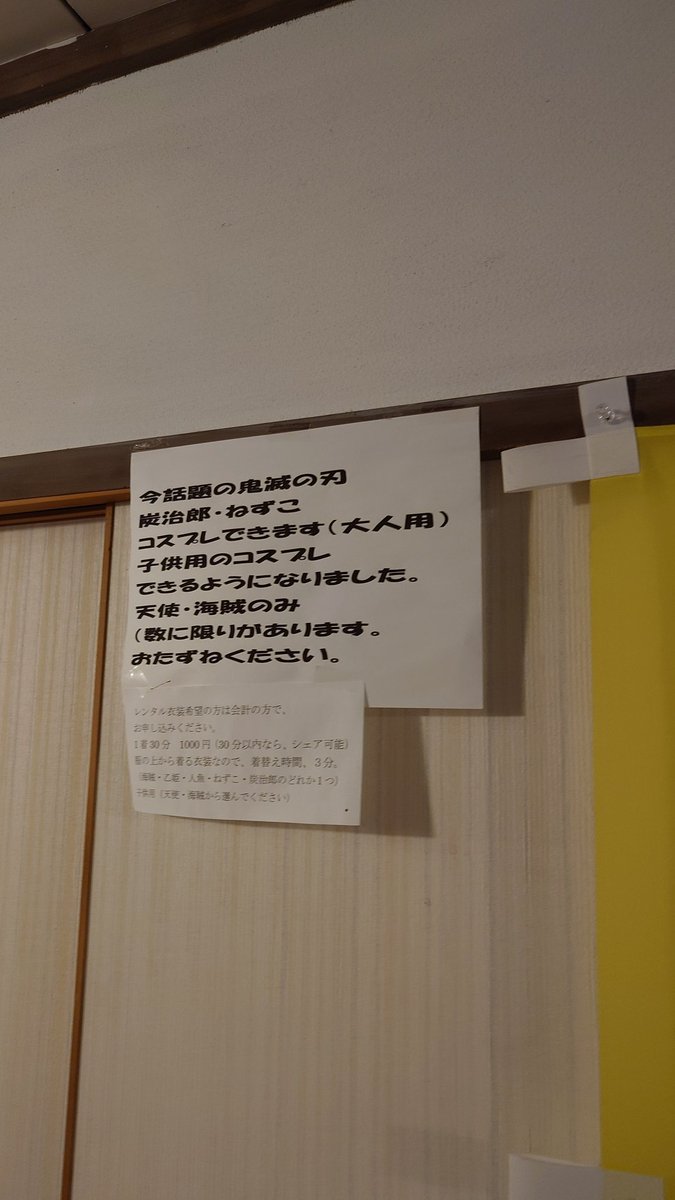 今話題の鬼滅の刃
炭治郎・ねずこ
コスプレできます(大人用)
子供用のコスプレ
できるようになりました。
天使・海賊のみ
(数に限りがあります。
おたずねください。
レンタル衣装希望の方は会計の方で、
お申し込みください。
1着30分 1000円(30分以内なら、シェア可能)
服の上から着る衣装なので、着替え時間、3分。
(海賊・乙姫・人魚・ねずこ・炭治郎のどれか1つ)
子供用(天使・海賊から選んでください)